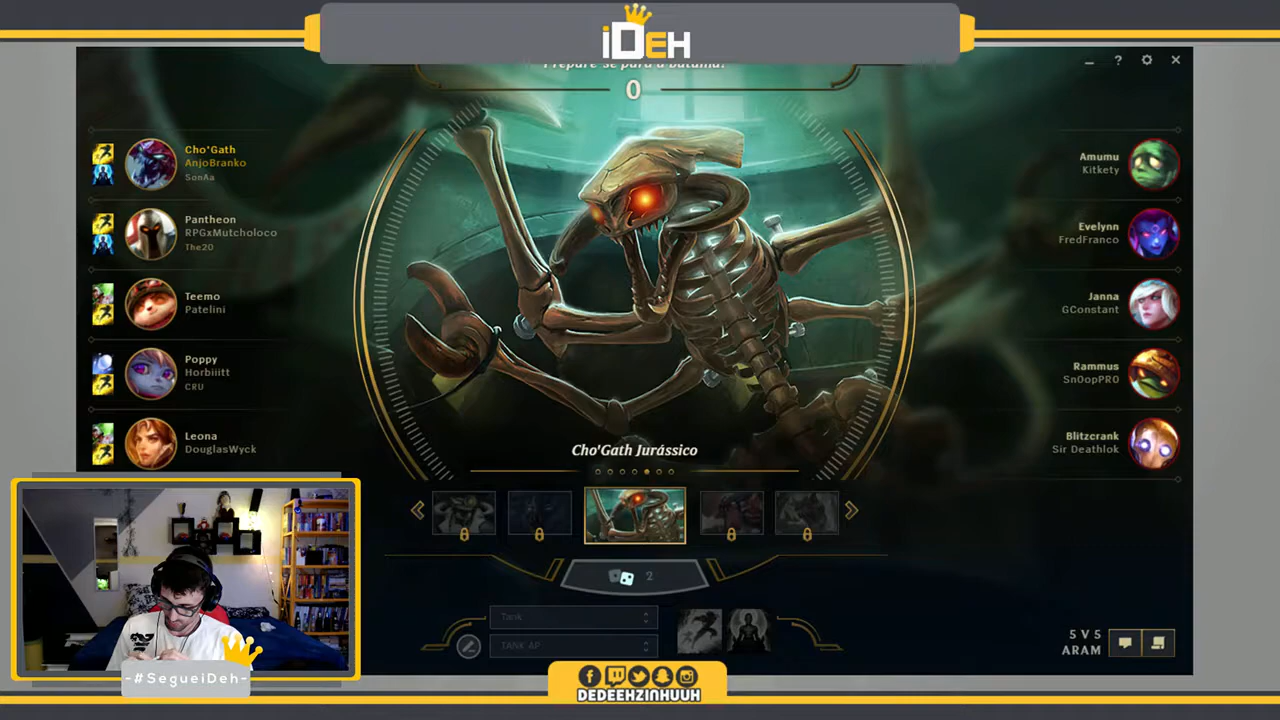 iDEH
Prepare-se para a batalha!
0
Cho'Gath
AnjoBranko
SonAa
Pantheon
RPGxMutcholoco
The20
Teemo
Patelini
Poppy
Horbiiitt
CRU
Leona
DouglasWyck
Amumu
Kitkety
Evelynn
FredFranco
Janna
GConstant
Rammus
Sn0opPRO
Blitzcrank
Sir Deathlok
Cho'Gath Jurássico
2
Tank
TANK AP
5 V 5
ARAM
-#SegueiDeh-
DEDEEHZINHUUH